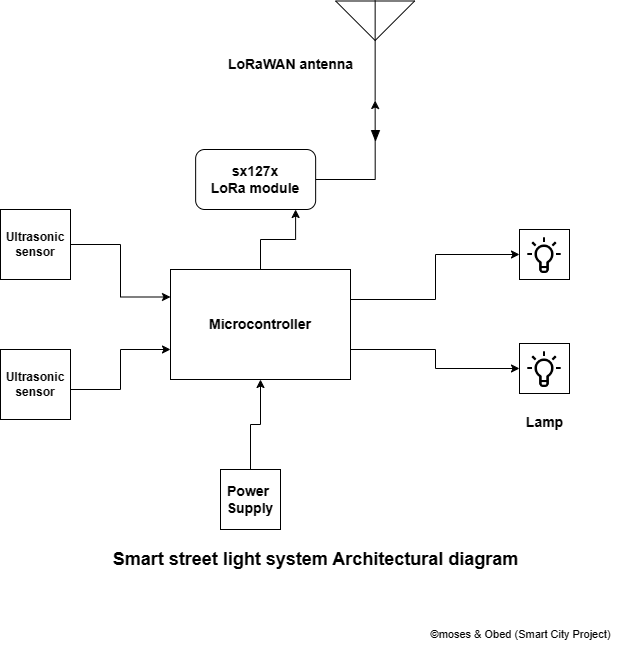 LoRaWAN antenna
sx127x
LoRa module
Ultrasonic
sensor
Microcontroller
Ultrasonic
sensor
Lamp
Power
Supply
Smart street light system Architectural diagram
©moses & Obed (Smart City Project)